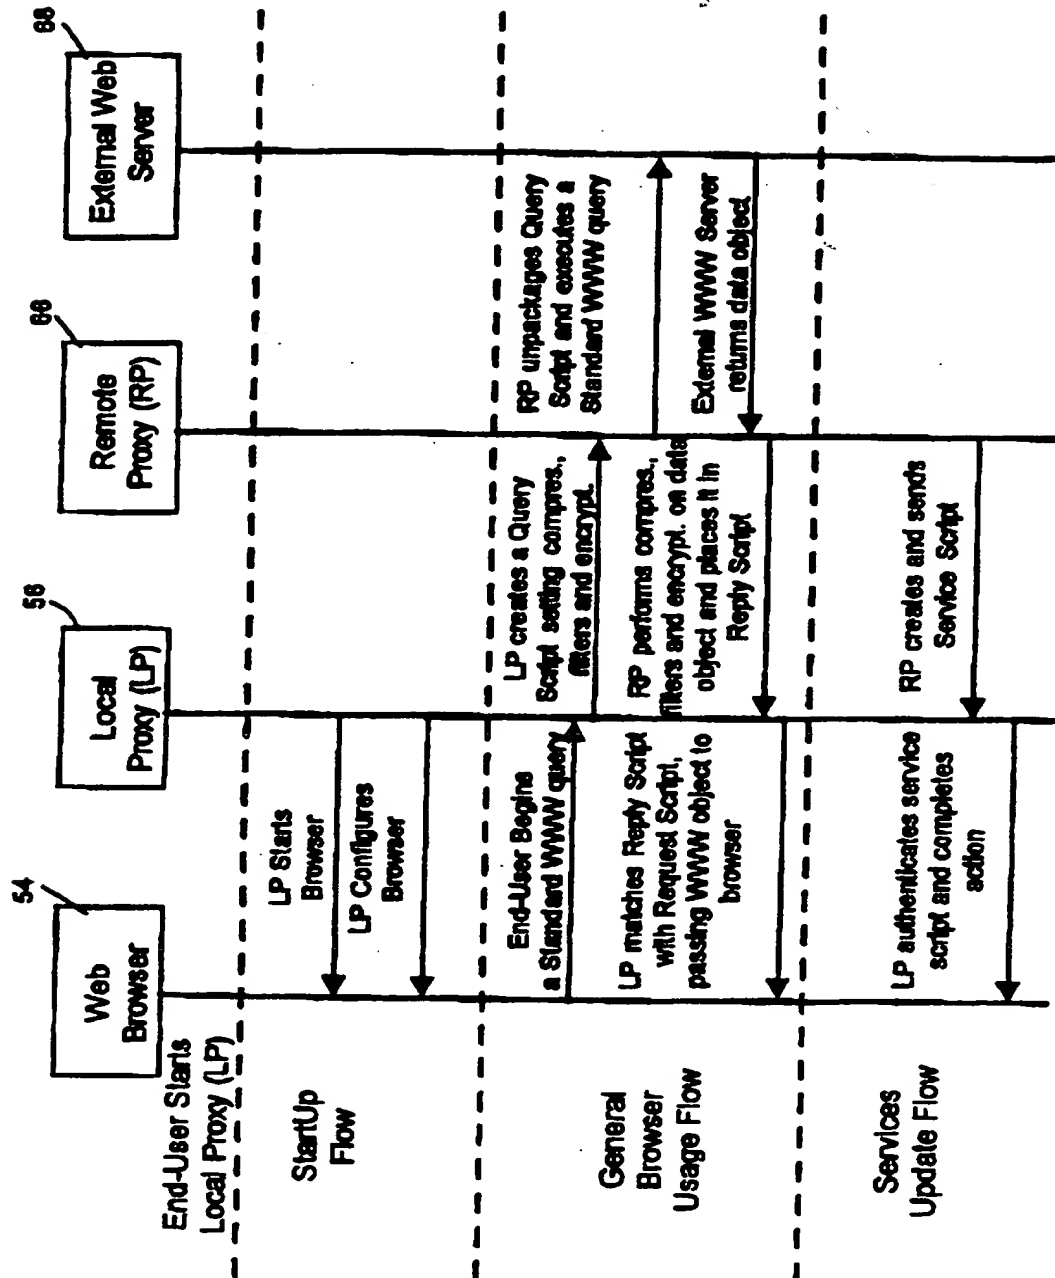 54
56
66
68
Web
Browser
Local
Proxy (LP)
Remote
Proxy (RP)
External Web
Server
End-User Starts
Local Proxy (LP)
StartUp
Flow
LP Starts
Browser
LP Configures
Browser
General
Browser
Usage Flow
End-User Begins
a Standard WWW query
LP creates a Query
Script setting compres.,
filters and encrypt.
RP unpackages Query
Script and executes a
Standard WWW query
External WWW Server
returns data object
RP performs compres.,
filters and encrypt. on data
object and places it in
Reply Script
LP matches Reply Script
with Request Script,
passing WWW object to
browser
Services
Update Flow
RP creates and sends
Service Script
LP authenticates service
script and completes
action